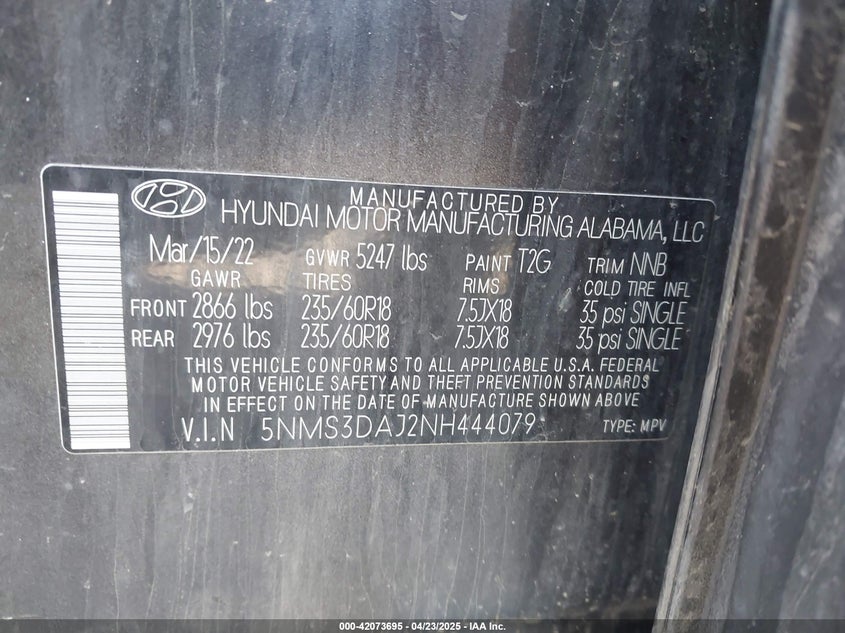 MANUFACTURED BY
HYUNDAI MOTOR MANUFACTURING ALABAMA, LLC
Mar/15/22 GVWR 5247 lbs PAINT T2G TRIM NNB
GAWR TIRES RIMS COLD TIRE INFL
FRONT 2866 lbs 235/60R18 7.5JX18 35 psi SINGLE
REAR 2976 lbs 235/60R18 7.5JX18 35 psi SINGLE
THIS VEHICLE CONFORMS TO ALL APPLICABLE U.S.A. FEDERAL
MOTOR VEHICLE SAFETY AND THEFT PREVENTION STANDARDS
IN EFFECT ON THE DATE OF MANUFACTURE SHOWN ABOVE
V.I.N 5NMS3DAJ2NH444079 TYPE: MPV
000-42073695 - 04/23/2025 - IAA Inc.